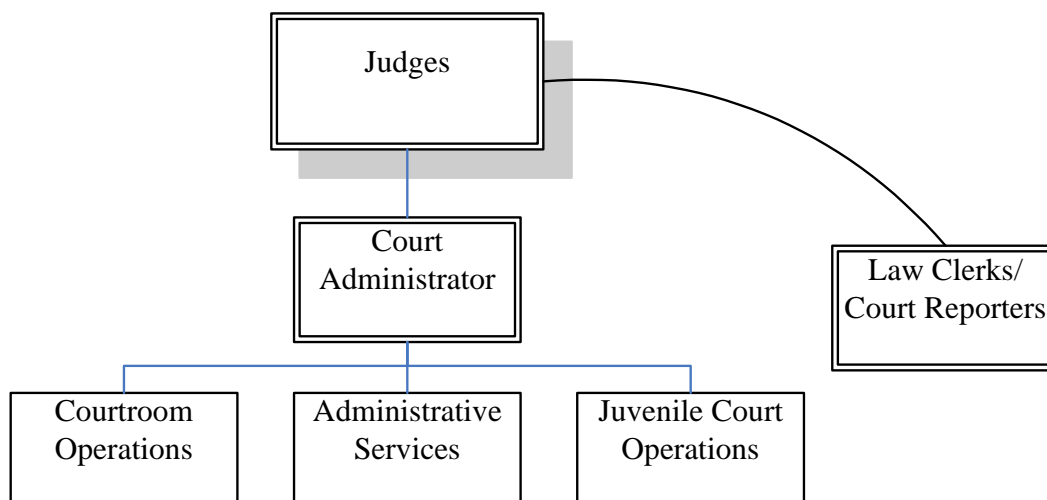 Judges
Court
Administrator
Law Clerks/
Court Reporters
Courtroom
Operations
Administrative
Services
Juvenile Court
Operations